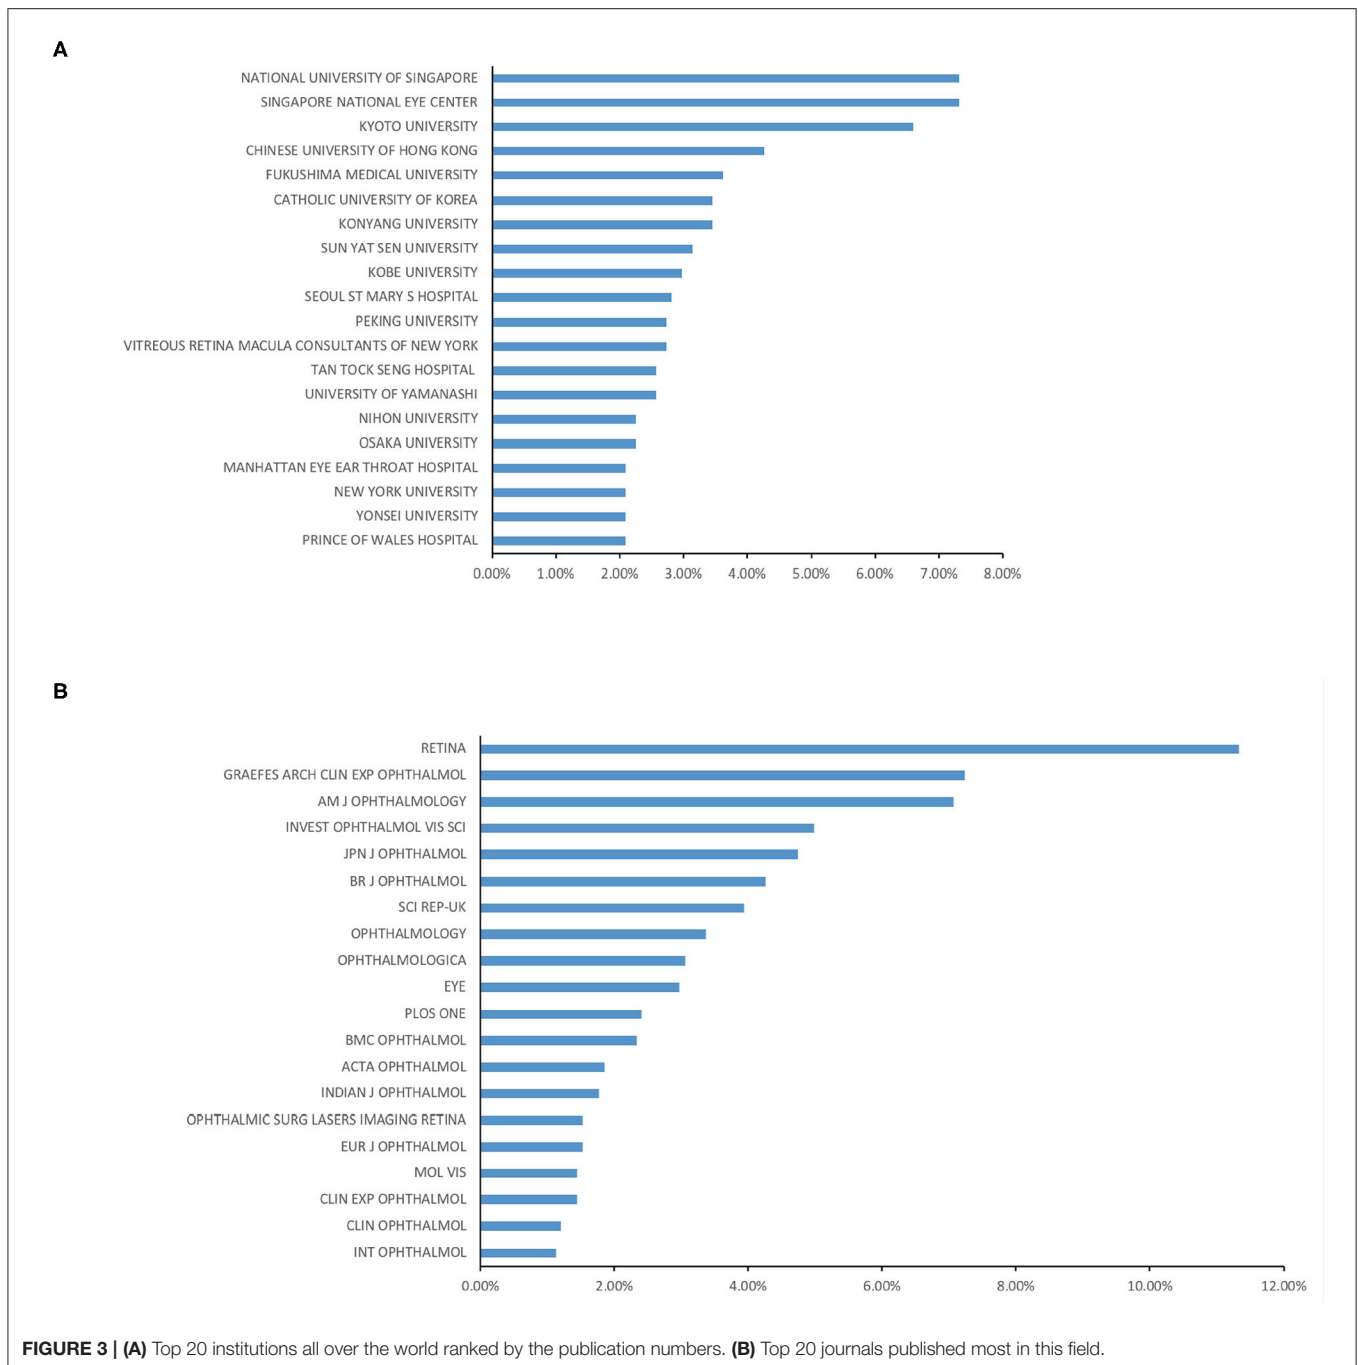 A
NATIONAL UNIVERSITY OF SINGAPORE
SINGAPORE NATIONAL EYE CENTER
KYOTO UNIVERSITY
CHINESE UNIVERSITY OF HONG KONG
FUKUSHIMA MEDICAL UNIVERSITY
CATHOLIC UNIVERSITY OF KOREA
KONYANG UNIVERSITY
SUN YAT SEN UNIVERSITY
KOBE UNIVERSITY
SEOUL ST MARY S HOSPITAL
PEKING UNIVERSITY
VITREOUS RETINA MACULA CONSULTANTS OF NEW YORK
TAN TOCK SENG HOSPITAL
UNIVERSITY OF YAMANASHI
NIHON UNIVERSITY
OSAKA UNIVERSITY
MANHATTAN EYE EAR THROAT HOSPITAL
NEW YORK UNIVERSITY
YONSEI UNIVERSITY
PRINCE OF WALES HOSPITAL
0.00% 1.00% 2.00% 3.00% 4.00% 5.00% 6.00% 7.00% 8.00%
B
RETINA
GRAEFES ARCH CLIN EXP OPHTHALMOL
AM J OPHTHALMOLOGY
INVEST OPHTHALMOL VIS SCI
JPN J OPHTHALMOL
BR J OPHTHALMOL
SCI REP-UK
OPHTHALMOLOGY
OPHTHALMOLOGICA
EYE
PLOS ONE
BMC OPHTHALMOL
ACTA OPHTHALMOL
INDIAN J OPHTHALMOL
OPHTHALMIC SURG LASERS IMAGING RETINA
EUR J OPHTHALMOL
MOL VIS
CLIN EXP OPHTHALMOL
CLIN OPHTHALMOL
INT OPHTHALMOL
0.00% 2.00% 4.00% 6.00% 8.00% 10.00% 12.00%
FIGURE 3 | (A) Top 20 institutions all over the world ranked by the publication numbers. (B) Top 20 journals published most in this field.